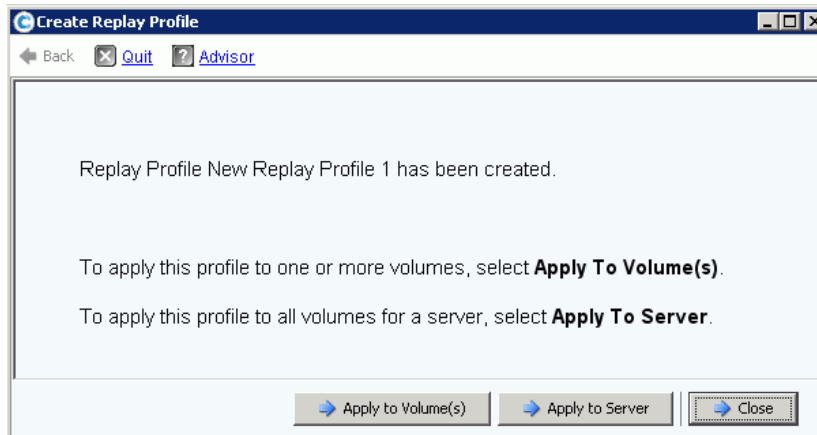 Create Replay Profile
Back Quit ? Advisor
Replay Profile New Replay Profile 1 has been created.
To apply this profile to one or more volumes, select Apply To Volume(s).
To apply this profile to all volumes for a server, select Apply To Server.
Apply to Volume(s) Apply to Server Close